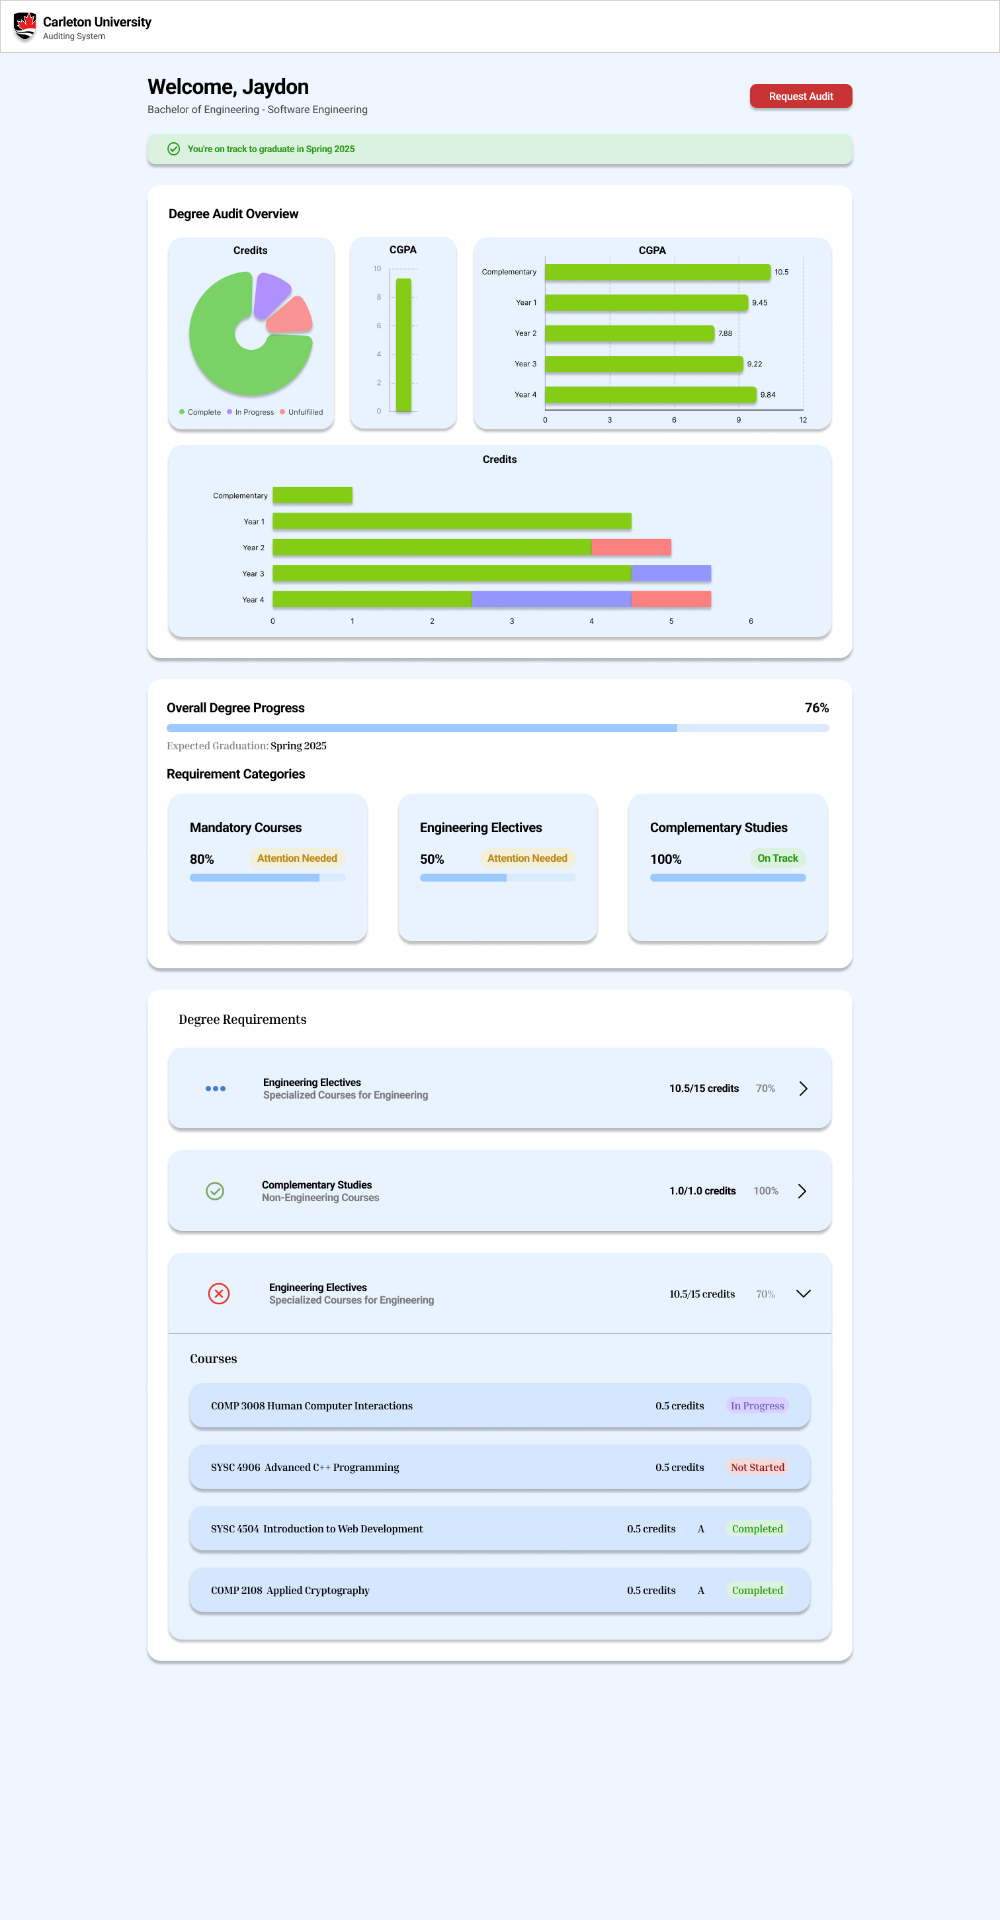 Carleton University
Auditing System
Welcome, Jaydon
Bachelor of Engineering - Software Engineering
Request Audit
You're on track to graduate in Spring 2025
Degree Audit Overview
Credits
Complete In Progress Unfulfilled
CGPA
10
8
6
4
2
0
CGPA
Complementary 10.5
Year 1 9.45
Year 2 7.88
Year 3 9.22
Year 4 9.84
0 3 6 9 12
Credits
Complementary
Year 1
Year 2
Year 3
Year 4
0 1 2 3 4 5 6
Overall Degree Progress 76%
Expected Graduation: Spring 2025
Requirement Categories
Mandatory Courses
80% Attention Needed
Engineering Electives
50% Attention Needed
Complementary Studies
100% On Track
Degree Requirements
Engineering Electives
Specialized Courses for Engineering
10.5/15 credits 70%
Complementary Studies
Non-Engineering Courses
1.0/1.0 credits 100%
Engineering Electives
Specialized Courses for Engineering
10.5/15 credits 70%
Courses
COMP 3008 Human Computer Interactions 0.5 credits In Progress
SYSC 4906 Advanced C++ Programming 0.5 credits Not Started
SYSC 4504 Introduction to Web Development 0.5 credits A Completed
COMP 2108 Applied Cryptography 0.5 credits A Completed